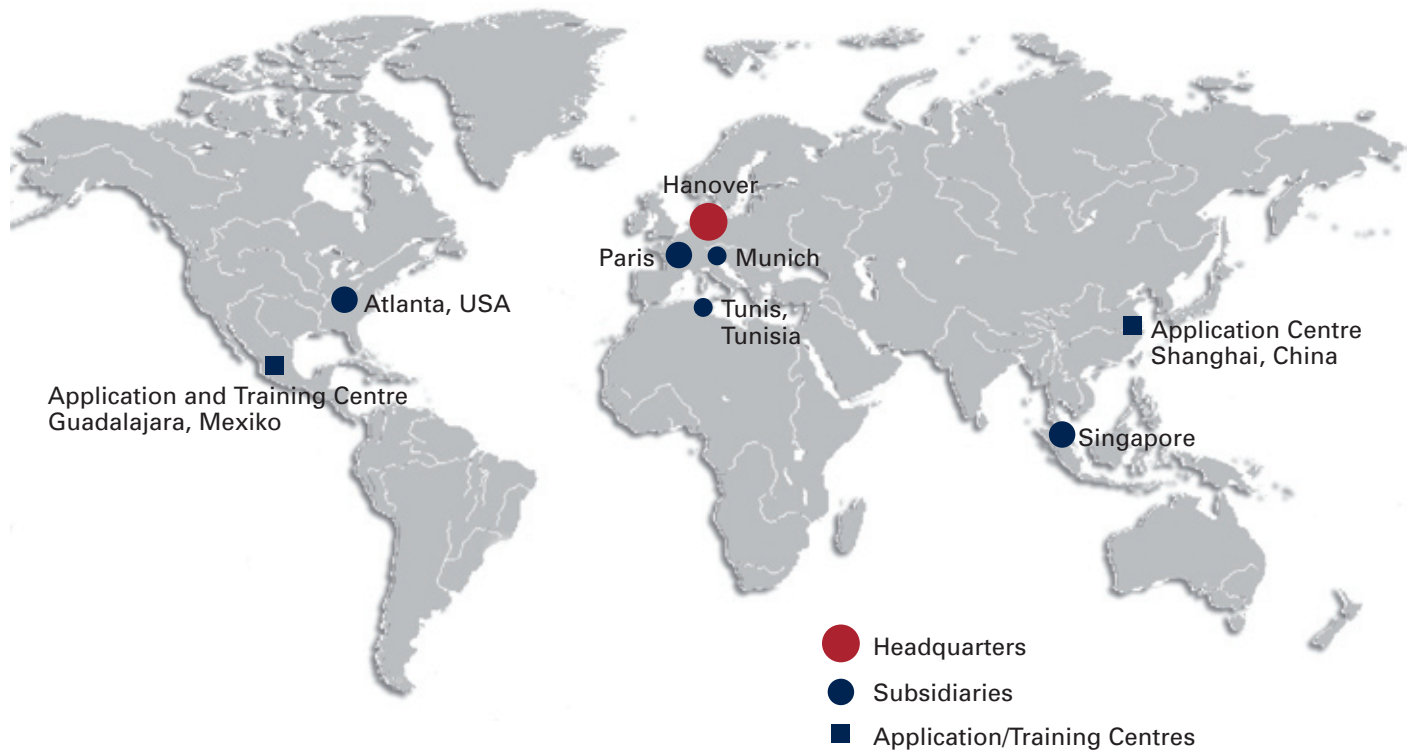 Hanover
Paris
Munich
Atlanta, USA
Tunis,
Tunisia
Application Centre
Shanghai, China
Application and Training Centre
Guadalajara, Mexiko
Singapore
Headquarters
Subsidiaries
Application/Training Centres